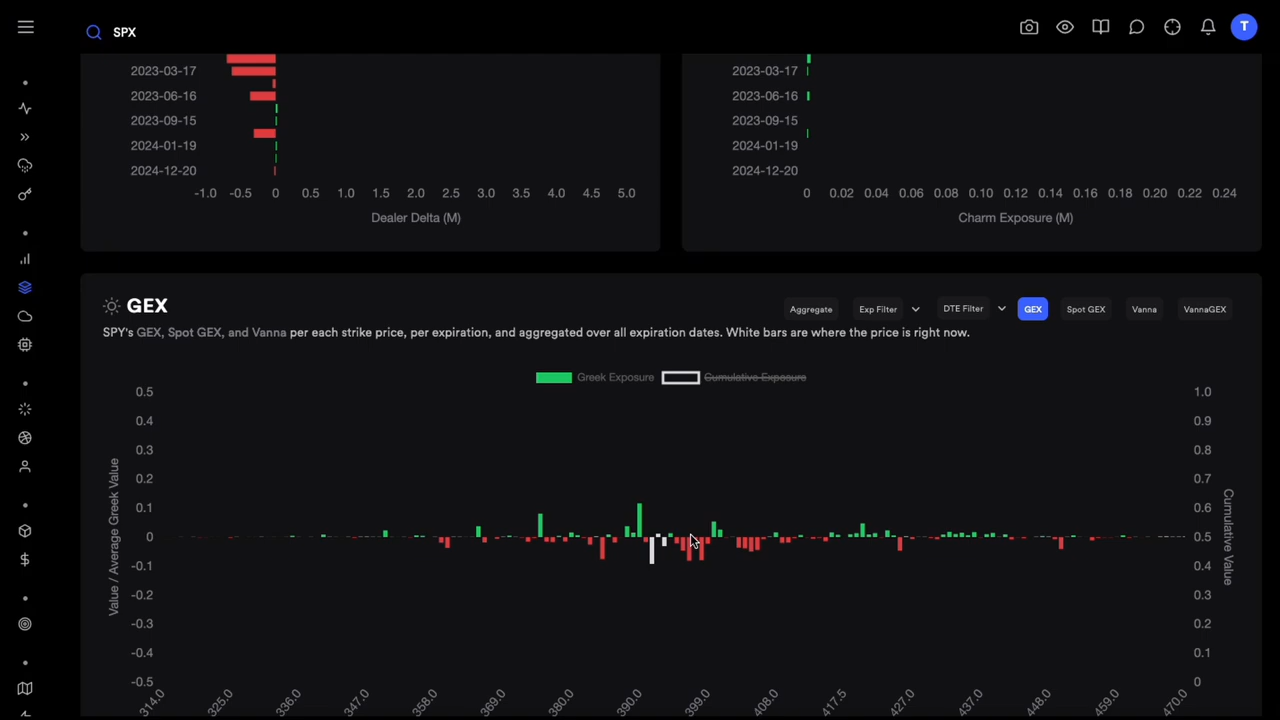 SPX
T
2023-03-17
2023-06-16
2023-09-15
2024-01-19
2024-12-20
-1.0 -0.5 0 0.5 1.0 1.5 2.0 2.5 3.0 3.5 4.0 4.5 5.0
Dealer Delta (M)
2023-03-17
2023-06-16
2023-09-15
2024-01-19
2024-12-20
0 0.02 0.04 0.06 0.08 0.10 0.12 0.14 0.16 0.18 0.20 0.22 0.24
Charm Exposure (M)
GEX
Aggregate Exp Filter DTE Filter GEX Spot GEX Vanna VannaGEX
SPY's GEX, Spot GEX, and Vanna per each strike price, per expiration, and aggregated over all expiration dates. White bars are where the price is right now.
Greek Exposure Cumulative Exposure
Value / Average Greek Value
0.5
0.4
0.3
0.2
0.1
0
-0.1
-0.2
-0.3
-0.4
-0.5
1.0
0.9
0.8
0.7
0.6
0.5
0.4
0.3
0.2
0.1
0
Cumulative Value
314.0 325.0 336.0 347.0 358.0 369.0 380.0 390.0 399.0 408.0 417.5 427.0 437.0 448.0 459.0 470.0